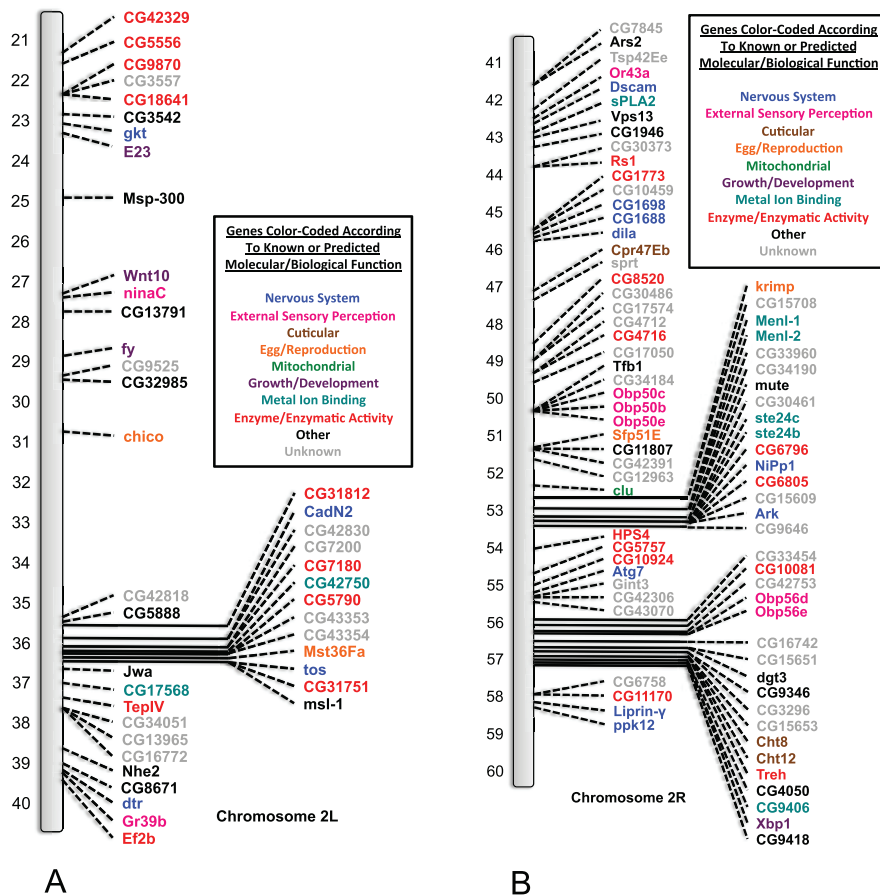 21
22
23
24
25
26
27
28
29
30
31
32
33
34
35
36
37
38
39
40
CG42329
CG5556
CG9870
CG3557
CG18641
CG3542
gkt
E23
Msp-300
Wnt10
ninaC
CG13791
fy
CG9525
CG32985
chico
CG42818
CG5888
Jwa
CG17568
TepIV
CG34051
CG13965
CG16772
Nhe2
CG8671
dtr
Gr39b
Ef2b
Genes Color-Coded According
To Known or Predicted
Molecular/Biological Function
Nervous System
External Sensory Perception
Cuticular
Egg/Reproduction
Mitochondrial
Growth/Development
Metal Ion Binding
Enzyme/Enzymatic Activity
Other
Unknown
CG31812
CadN2
CG42830
CG7200
CG7180
CG42750
CG5790
CG43353
CG43354
Mst36Fa
tos
CG31751
msl-1
Chromosome 2L
A
41
42
43
44
45
46
47
48
49
50
51
52
53
54
55
56
57
58
59
60
CG7845
Ars2
Tsp42Ee
Or43a
Dscam
sPLA2
Vps13
CG1946
CG30373
Rs1
CG1773
CG10459
CG1698
CG1688
dila
Cpr47Eb
sprt
CG8520
CG30486
CG17574
CG4712
CG4716
CG17050
Tfb1
CG34184
Obp50c
Obp50b
Obp50e
Sfp51E
CG11807
CG42391
CG12963
clu
HPS4
CG5757
CG10924
Atg7
Gint3
CG42306
CG43070
CG6758
CG11170
Liprin-γ
ppk12
Genes Color-Coded According
To Known or Predicted
Molecular/Biological Function
Nervous System
External Sensory Perception
Cuticular
Egg/Reproduction
Mitochondrial
Growth/Development
Metal Ion Binding
Enzyme/Enzymatic Activity
Other
Unknown
krimp
CG15708
Menl-1
Menl-2
CG33960
CG34190
mute
CG30461
ste24c
ste24b
CG6796
NiPp1
CG6805
CG15609
Ark
CG9646
CG33454
CG10081
CG42753
Obp56d
Obp56e
CG16742
CG15651
dgt3
CG9346
CG3296
CG15653
Cht8
Cht12
Treh
CG4050
CG9406
Xbp1
CG9418
Chromosome 2R
B